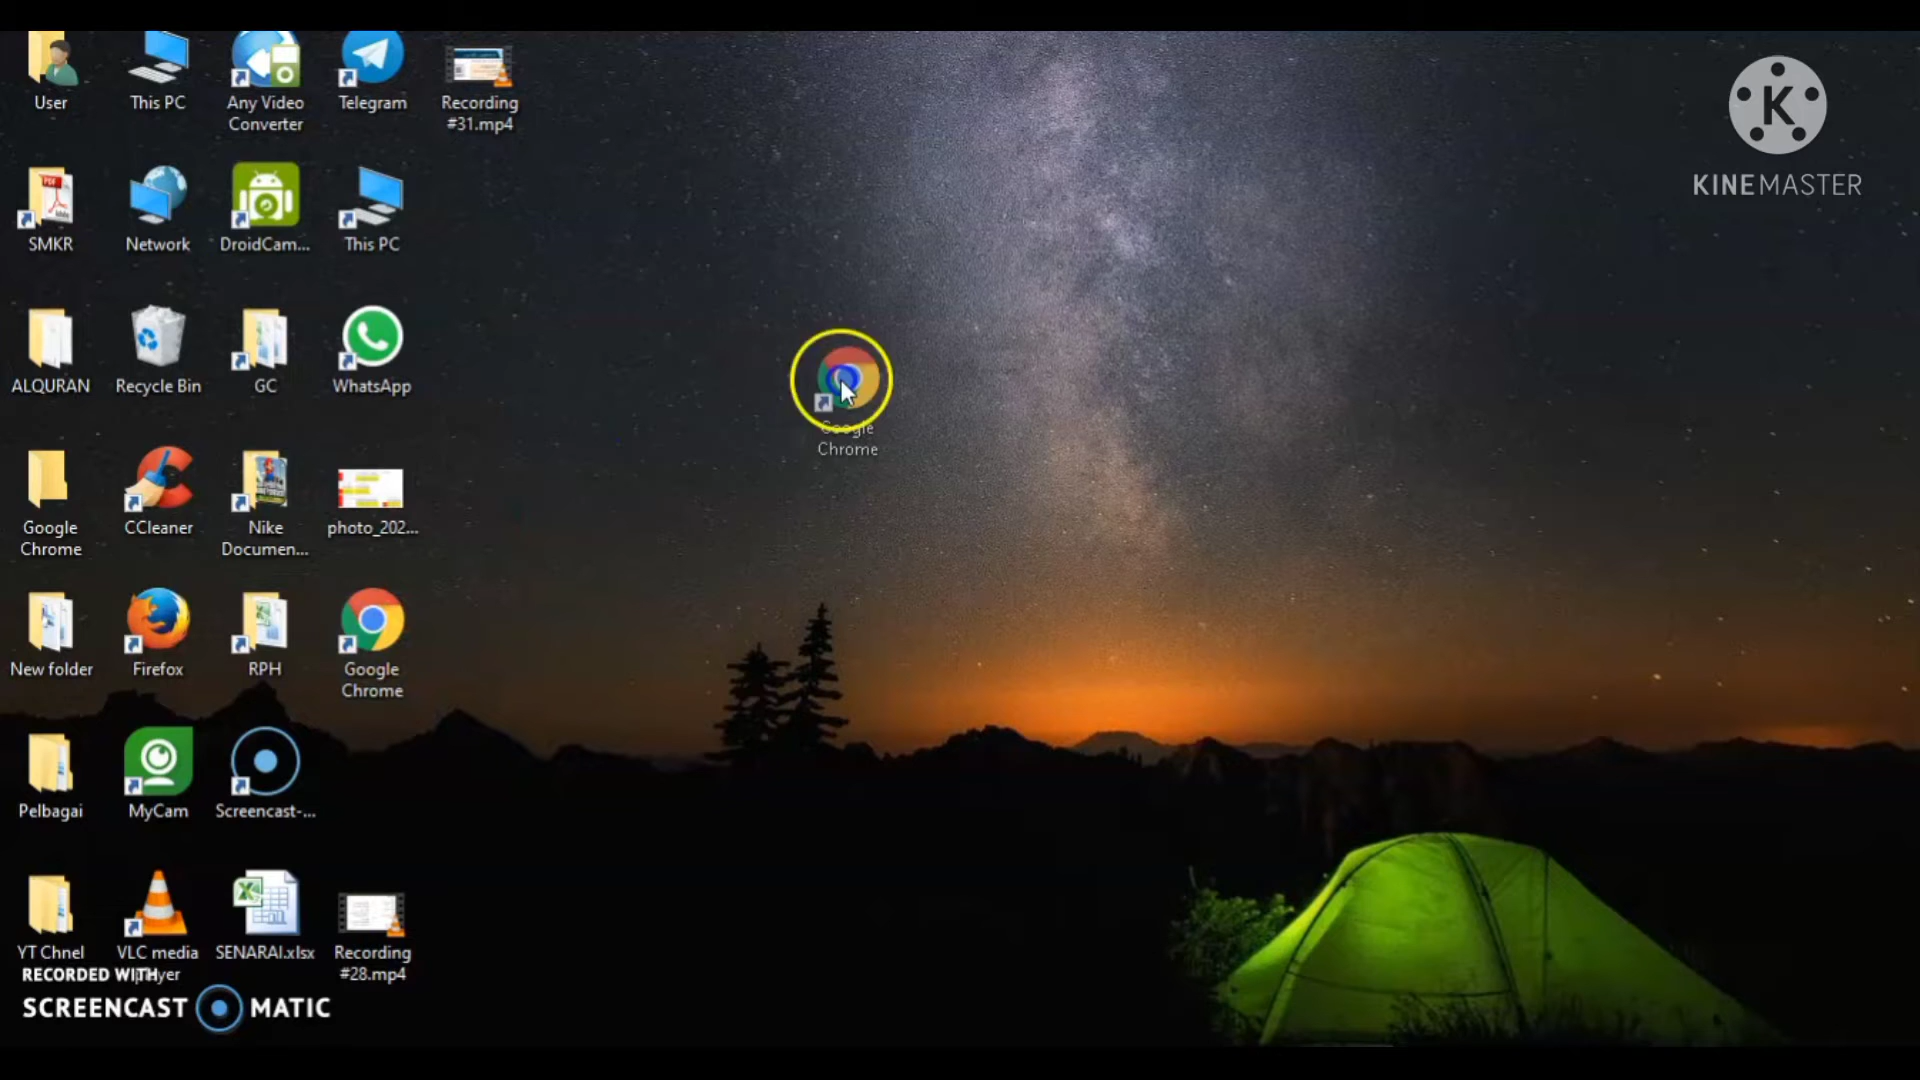 User
This PC
Any Video
Converter
Telegram
Recording
#31.mp4
K
KINEMASTER
SMKR
Network
DroidCam...
This PC
ALQURAN
Recycle Bin
GC
WhatsApp
Google
Chrome
Google
Chrome
CCleaner
Nike
Documen...
photo_202...
New folder
Firefox
RPH
Google
Chrome
Pelbagai
MyCam
Screencast-...
YT Chnel
VLC media
player
SENARAI.xlsx
Recording
#28.mp4
RECORDED WITH
SCREENCAST MATIC